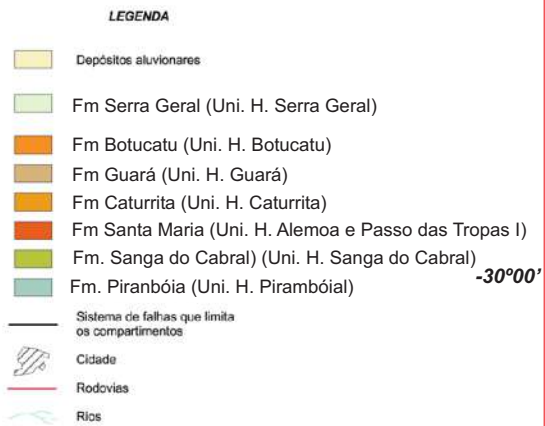 LEGENDA
Depósitos aluvionares
Fm Serra Geral (Uni. H. Serra Geral)
Fm Botucatu (Uni. H. Botucatu)
Fm Guará (Uni. H. Guará)
Fm Caturrita (Uni. H. Caturrita)
Fm Santa Maria (Uni. H. Alemoa e Passo das Tropas I)
Fm. Sanga do Cabral) (Uni. H. Sanga do Cabral)
-30º00’
Fm. Piranbóia (Uni. H. Pirambóial)
Sistema de falhas que limita
os compartimentos
Cidade
Rodovias
Rios